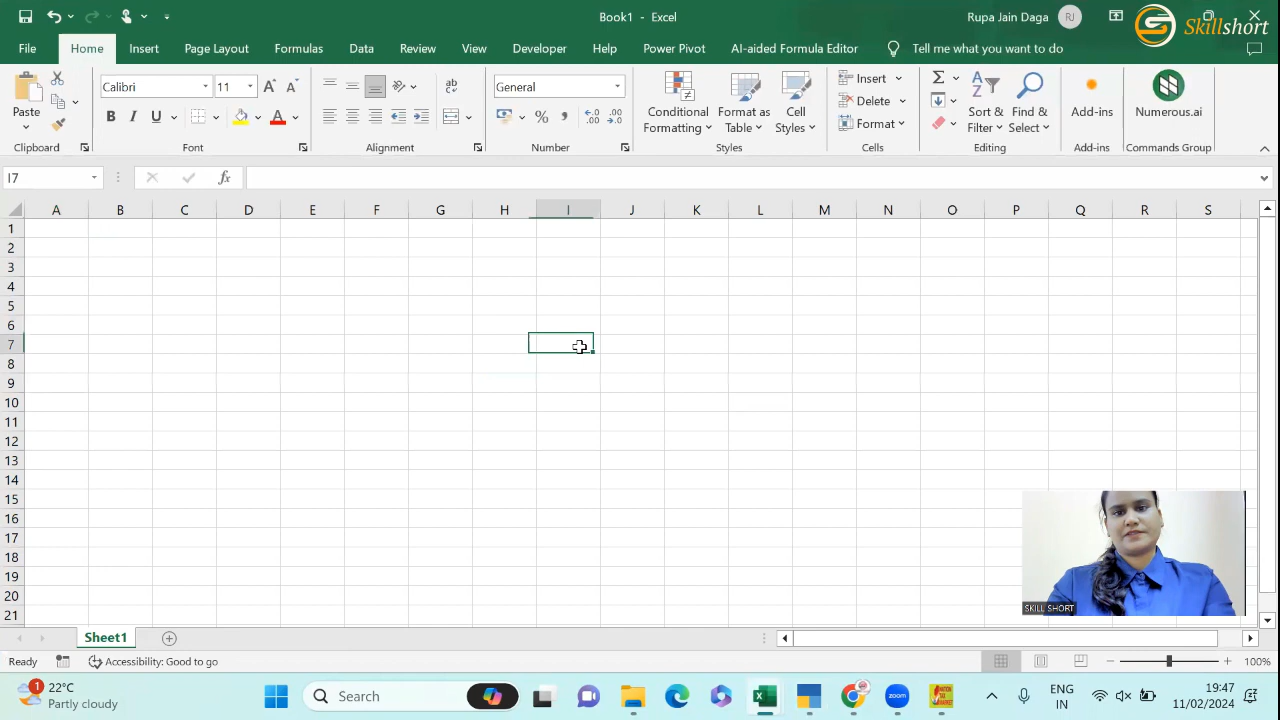 Book1 - Excel
Rupa Jain Daga
RJ
Skillshort
File Home Insert Page Layout Formulas Data Review View Developer Help Power Pivot AI-aided Formula Editor Tell me what you want to do
Paste
Clipboard
Calibri 11
B I U
Font
Alignment
General
Number
Conditional Formatting
Format as Table
Cell Styles
Styles
Insert
Delete
Format
Cells
Sort & Filter
Find & Select
Editing
Add-ins
Add-ins
Numerous.ai
Commands Group
I7
fx
A B C D E F G H I J K L M N O P Q R S
1
2
3
4
5
6
7
8
9
10
11
12
13
14
15
16
17
18
19
20
21
SKILL SHORT
Sheet1
Ready
Accessibility: Good to go
100%
1
22°C
Partly cloudy
Search
zoom
ENG
IN
19:47
11/02/2024